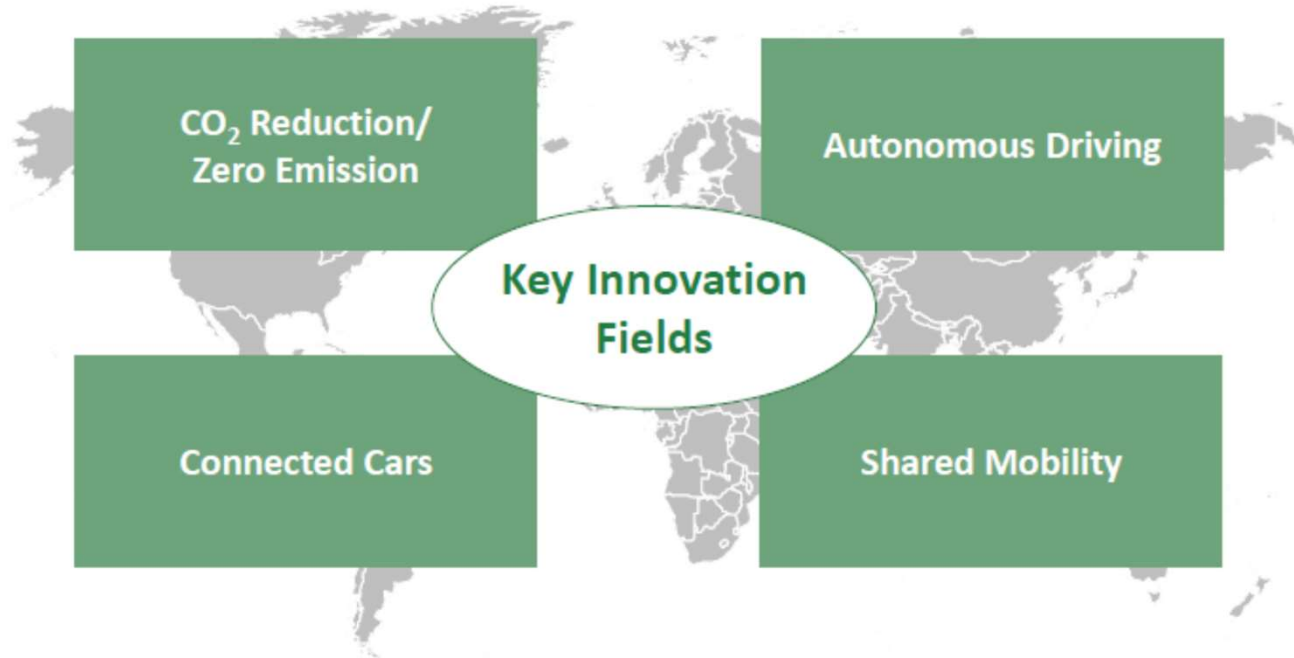 CO₂ Reduction/
Zero Emission
Autonomous Driving
Key Innovation
Fields
Connected Cars
Shared Mobility